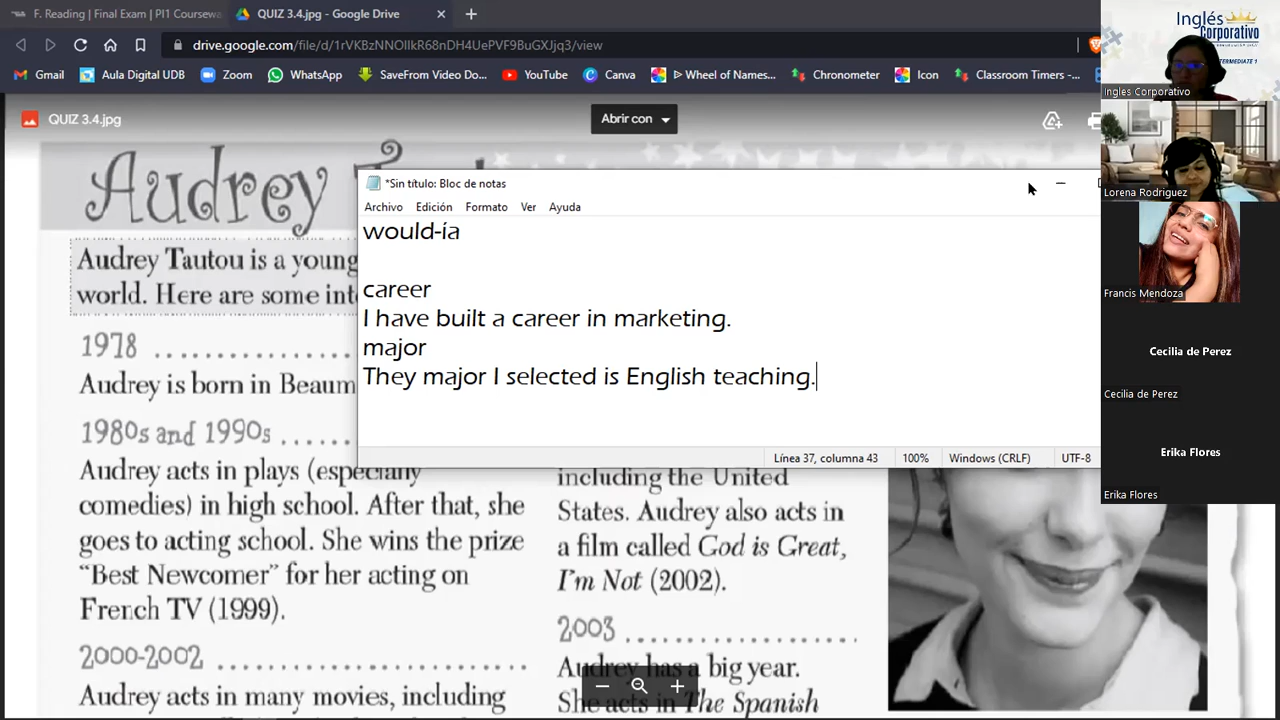 F. Reading | Final Exam | PI1 Coursewa
QUIZ 3.4.jpg - Google Drive
drive.google.com/file/d/1rVKBzNNOIlkR68nDH4UePVF9BuGXJjq3/view
Gmail
Aula Digital UDB
Zoom
WhatsApp
SaveFrom Video Do...
YouTube
Canva
Wheel of Names...
Chronometer
Icon
Classroom Timers -...
QUIZ 3.4.jpg
Abrir con
Audrey
Audrey Tautou is a young
world. Here are some int
1978
Audrey is born in Beaum
1980s and 1990s
Audrey acts in plays (especially
comedies) in high school. After that, she
goes to acting school. She wins the prize
"Best Newcomer" for her acting on
French TV (1999).
2000-2002
Audrey acts in many movies, including
including the United
States. Audrey also acts in
a film called God is Great,
I'm Not (2002).
2003
Audrey has a big year.
She acts in The Spanish
*Sin título: Bloc de notas
Archivo Edición Formato Ver Ayuda
would-ía
career
I have built a career in marketing.
major
They major I selected is English teaching.
Línea 37, columna 43
100%
Windows (CRLF)
UTF-8
Inglés
Corporativo
Ingles Corporativo
Lorena Rodriguez
Francis Mendoza
Cecilia de Perez
Cecilia de Perez
Erika Flores
Erika Flores